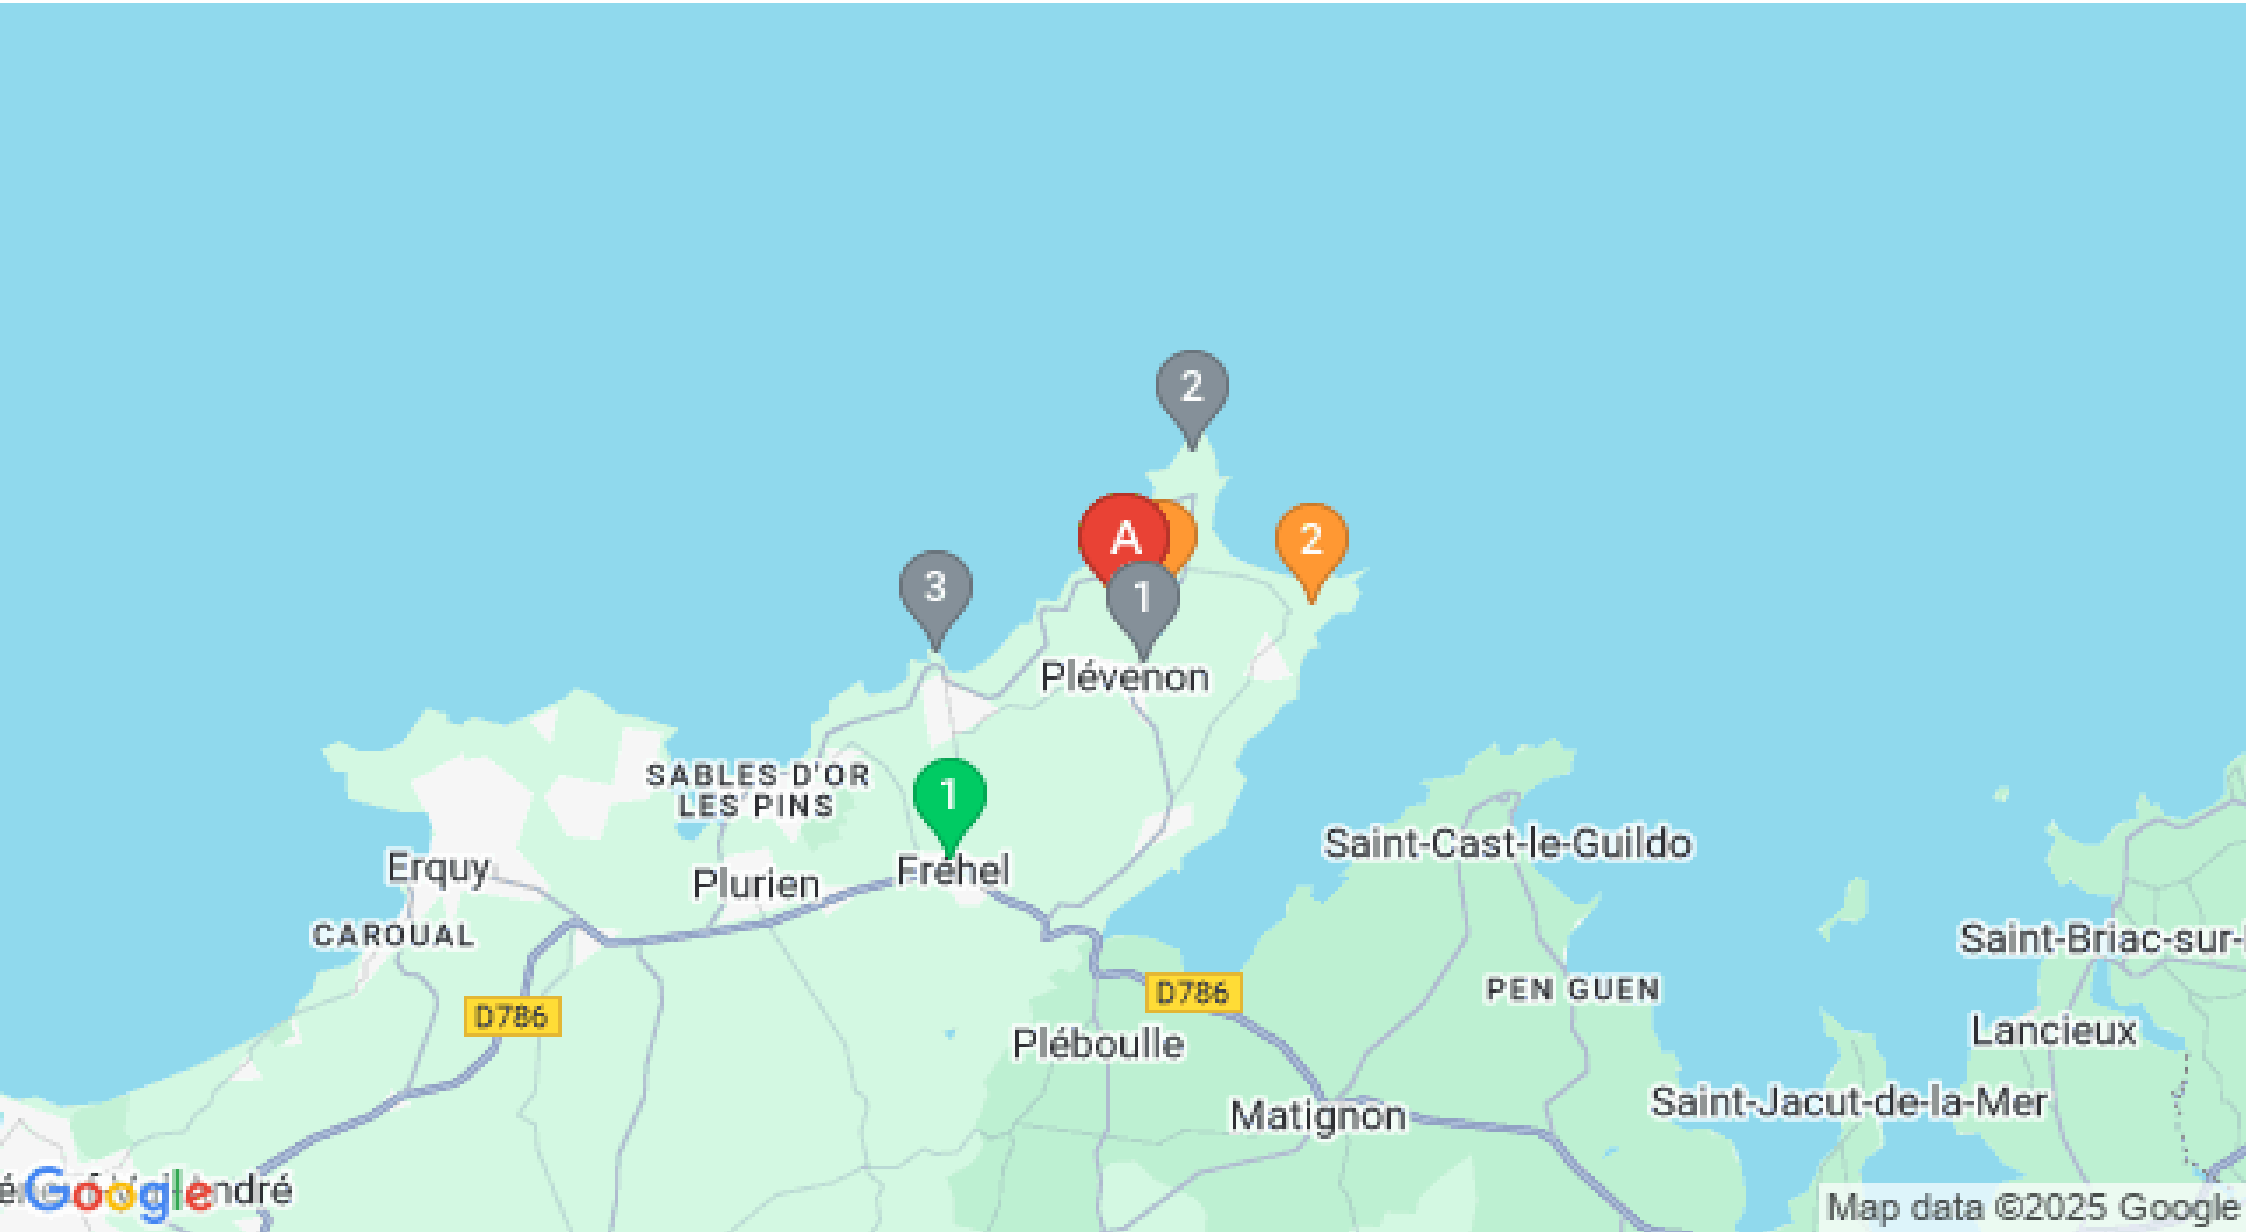 2
A
2
3
1
Plévenon
SABLES-D'OR
LES PINS
1
Saint-Cast-le-Guildo
Erquy
Fréhel
Plurien
CAROUAL
Saint-Briac-sur-
PEN GUEN
D786
D786
Lancieux
Pléboulle
Saint-Jacut-de-la-Mer
Matignon
Google
ndré
Map data ©2025 Google